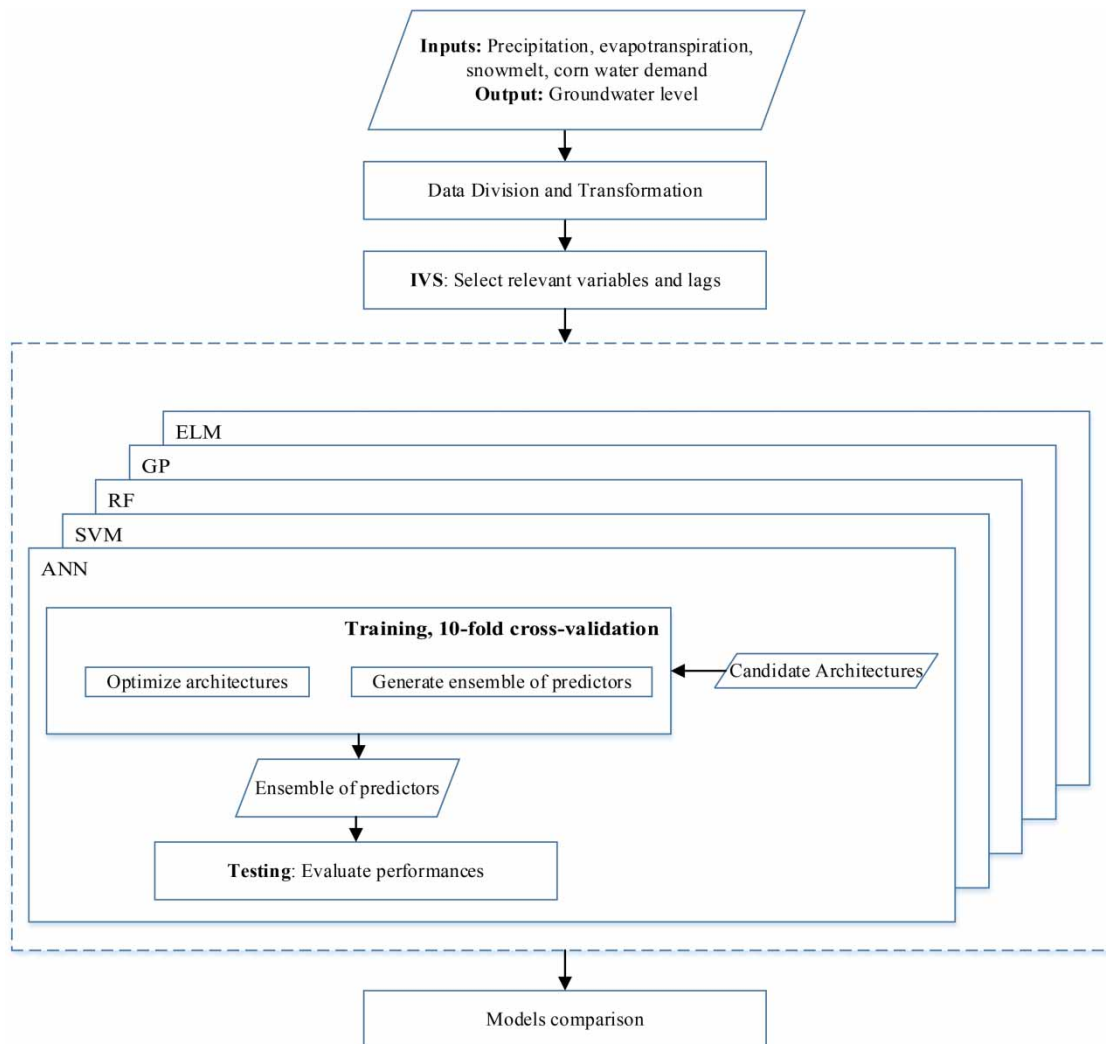 Inputs: Precipitation, evapotranspiration,
snowmelt, corn water demand
Output: Groundwater level
Data Division and Transformation
IVS: Select relevant variables and lags
ELM
GP
RF
SVM
ANN
Training, 10-fold cross-validation
Optimize architectures
Generate ensemble of predictors
Candidate Architectures
Ensemble of predictors
Testing: Evaluate performances
Models comparison